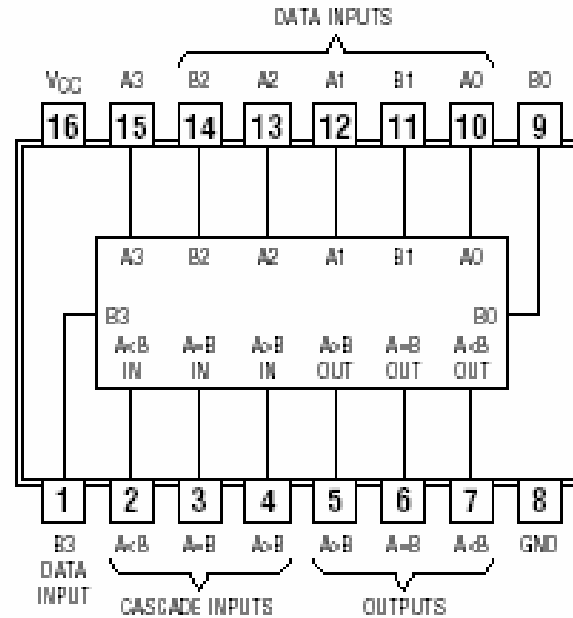 DATA INPUTS
VCC A3 B2 A2 A1 B1 A0 B0
16 15 14 13 12 11 10 9
A3 B2 A2 A1 B1 A0
B3 B0
A<B A=B A>B A>B A=B A<B
IN IN IN OUT OUT OUT
1 2 3 4 5 6 7 8
B3 A<B A=B A>B A>B A=B A<B GND
DATA
INPUT
CASCADE INPUTS OUTPUTS